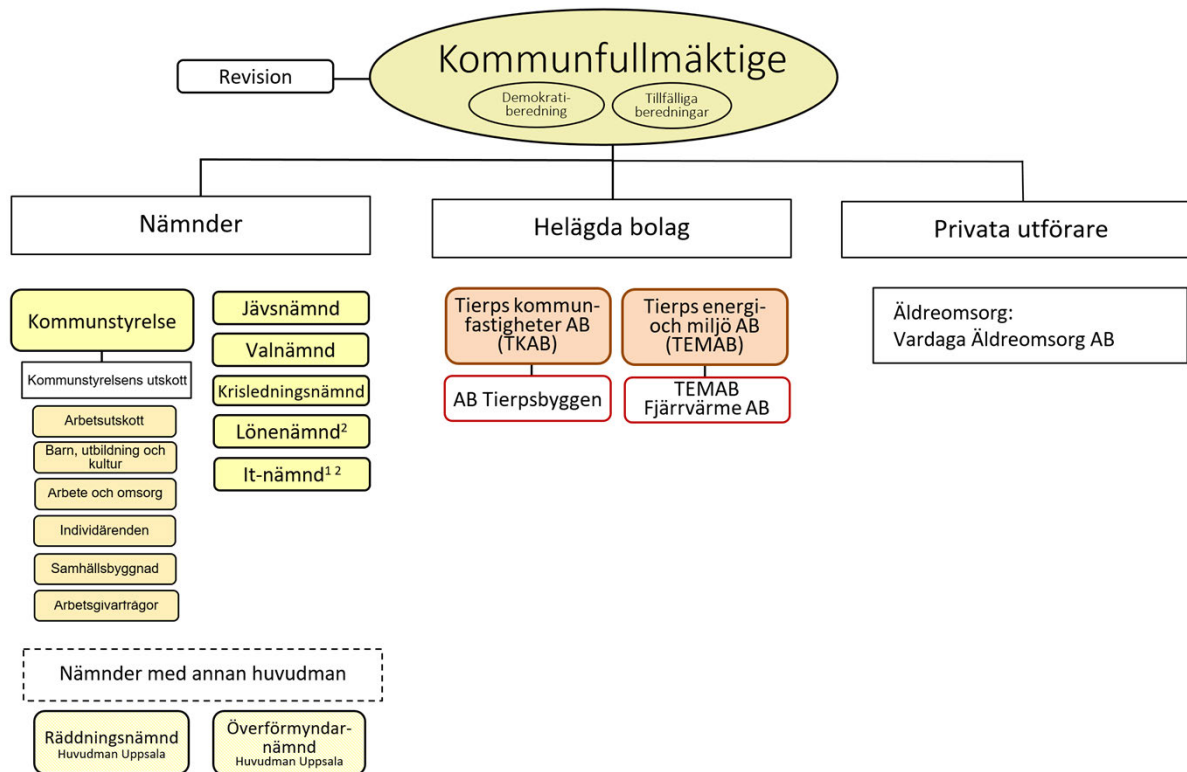 Kommunfullmäktige
Revision
Demokrati-
beredning
Tillfälliga
beredningar
Nämnder
Helägda bolag
Privata utförare
Kommunstyrelse
Kommunstyrelsens utskott
Arbetsutskott
Barn, utbildning och
kultur
Arbete och omsorg
Individärenden
Samhällsbyggnad
Arbetsgivarfrågor
Jävsnämnd
Valnämnd
Krisledningsnämnd
Lönenämnd²
It-nämnd¹ ²
Tierps kommun-
fastigheter AB
(TKAB)
AB Tierpsbyggen
Tierps energi-
och miljö AB
(TEMAB)
TEMAB
Fjärrvärme AB
Äldreomsorg:
Vardaga Äldreomsorg AB
Nämnder med annan huvudman
Räddningsnämnd
Huvudman Uppsala
Överförmyndar-
nämnd
Huvudman Uppsala